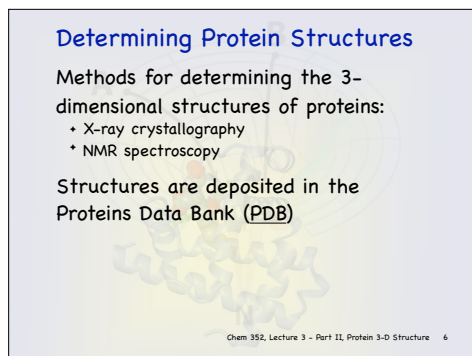 Determining Protein Structures
Methods for determining the 3-
dimensional structures of proteins:
+ X-ray crystallography
+ NMR spectroscopy
Structures are deposited in the
Proteins Data Bank (PDB)
Chem 352, Lecture 3 - Part II, Protein 3-D Structure 6